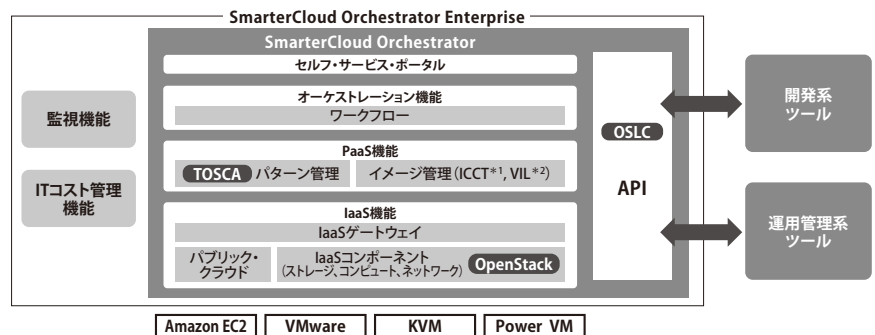 SmarterCloud Orchestrator Enterprise
SmarterCloud Orchestrator
セルフ・サービス・ポータル
オーケストレーション機能
ワークフロー
PaaS機能
TOSCA パターン管理
イメージ管理(ICCT*1, VIL*2)
IaaS機能
IaaSゲートウェイ
パブリック・
クラウド
IaaSコンポーネント
(ストレージ、コンピュート、ネットワーク)
OpenStack
監視機能
ITコスト管理
機能
OSLC
API
開発系
ツール
運用管理系
ツール
Amazon EC2
VMware
KVM
Power VM